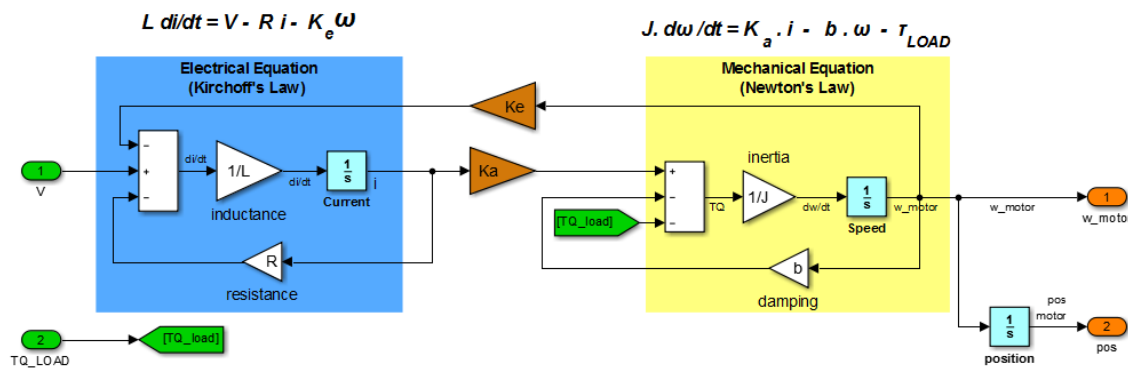 L di/dt = V - R i - Keω
J. dω/dt = Ka . i - b . ω - τLOAD
Electrical Equation
(Kirchoff's Law)
Mechanical Equation
(Newton's Law)
Ke
−
+
−
di/dt
1/L
di/dt
1
s
i
Current
inductance
1
V
R
resistance
Ka
inertia
+
−
−
TQ
1/J
dw/dt
1
s
w_motor
Speed
[TQ_load]
b
damping
w_motor
1
w_motor
1
s
position
pos
motor
2
pos
2
TQ_LOAD
[TQ_load]